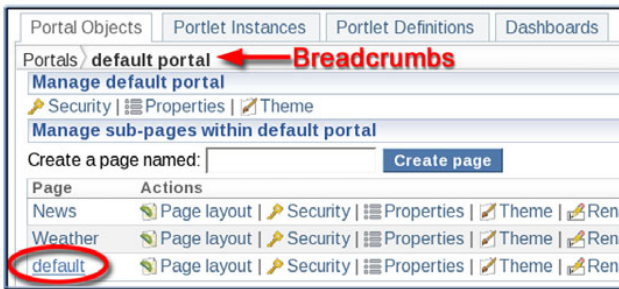 Portal Objects Portlet Instances Portlet Definitions Dashboards
Portals default portal Breadcrumbs
Manage default portal
Security | Properties | Theme
Manage sub-pages within default portal
Create a page named: Create page
Page Actions
News Page layout | Security | Properties | Theme | Ren
Weather Page layout | Security | Properties | Theme | Ren
default Page layout | Security | Properties | Theme | Ren